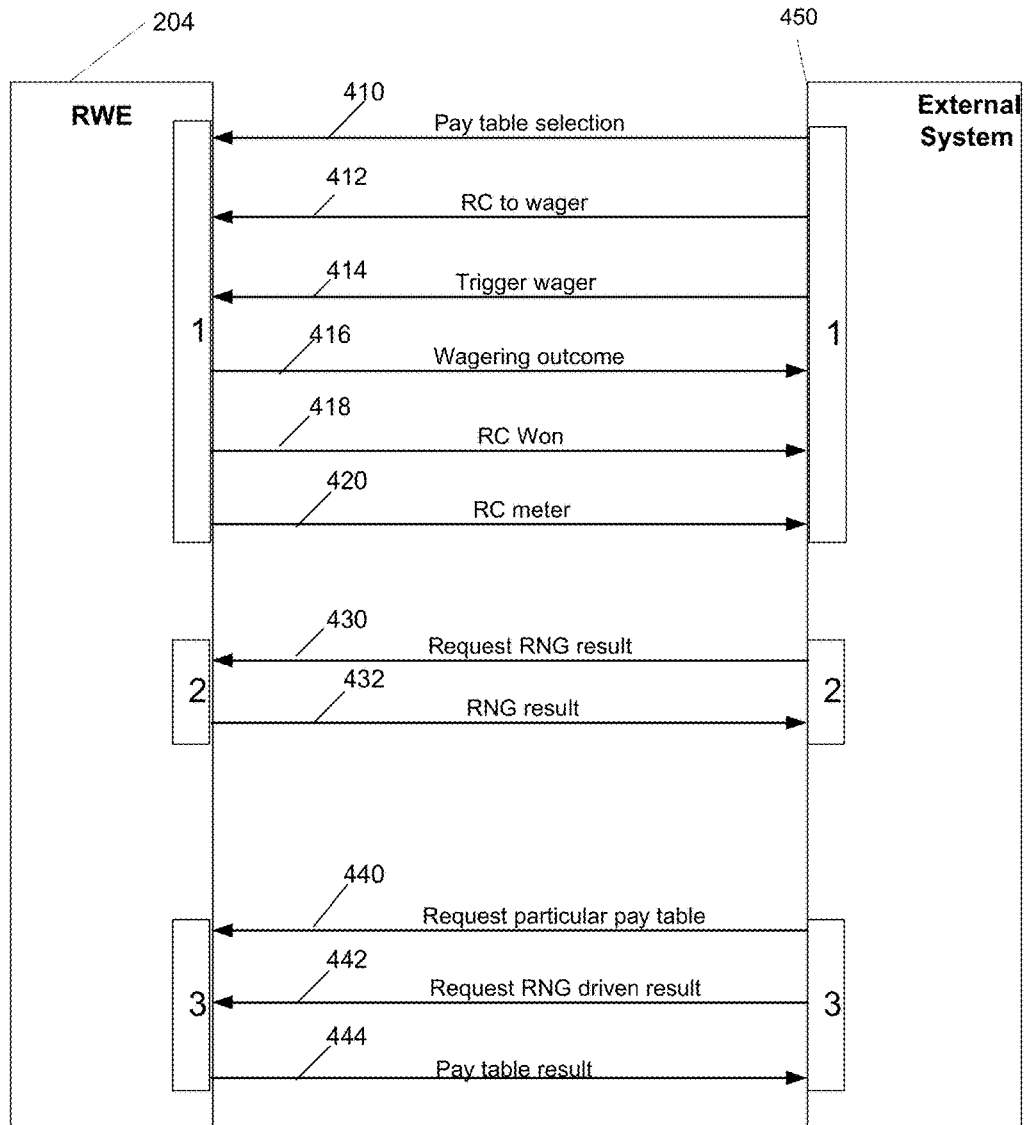 204
450
RWE
External
System
410
Pay table selection
412
RC to wager
414
Trigger wager
1
1
416
Wagering outcome
418
RC Won
420
RC meter
430
Request RNG result
2
2
432
RNG result
440
Request particular pay table
442
Request RNG driven result
3
3
444
Pay table result